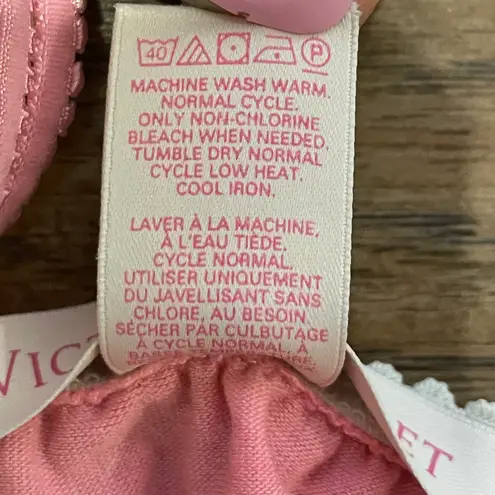 40 P
MACHINE WASH WARM.
NORMAL CYCLE.
ONLY NON-CHLORINE
BLEACH WHEN NEEDED.
TUMBLE DRY NORMAL
CYCLE LOW HEAT.
COOL IRON.
LAVER À LA MACHINE,
À L'EAU TIÈDE.
CYCLE NORMAL.
UTILISER UNIQUEMENT
DU JAVELLISANT SANS
CHLORE, AU BESOIN.
SÉCHER PAR CULBUTAGE
À CYCLE NORMAL, À
VICT
ET